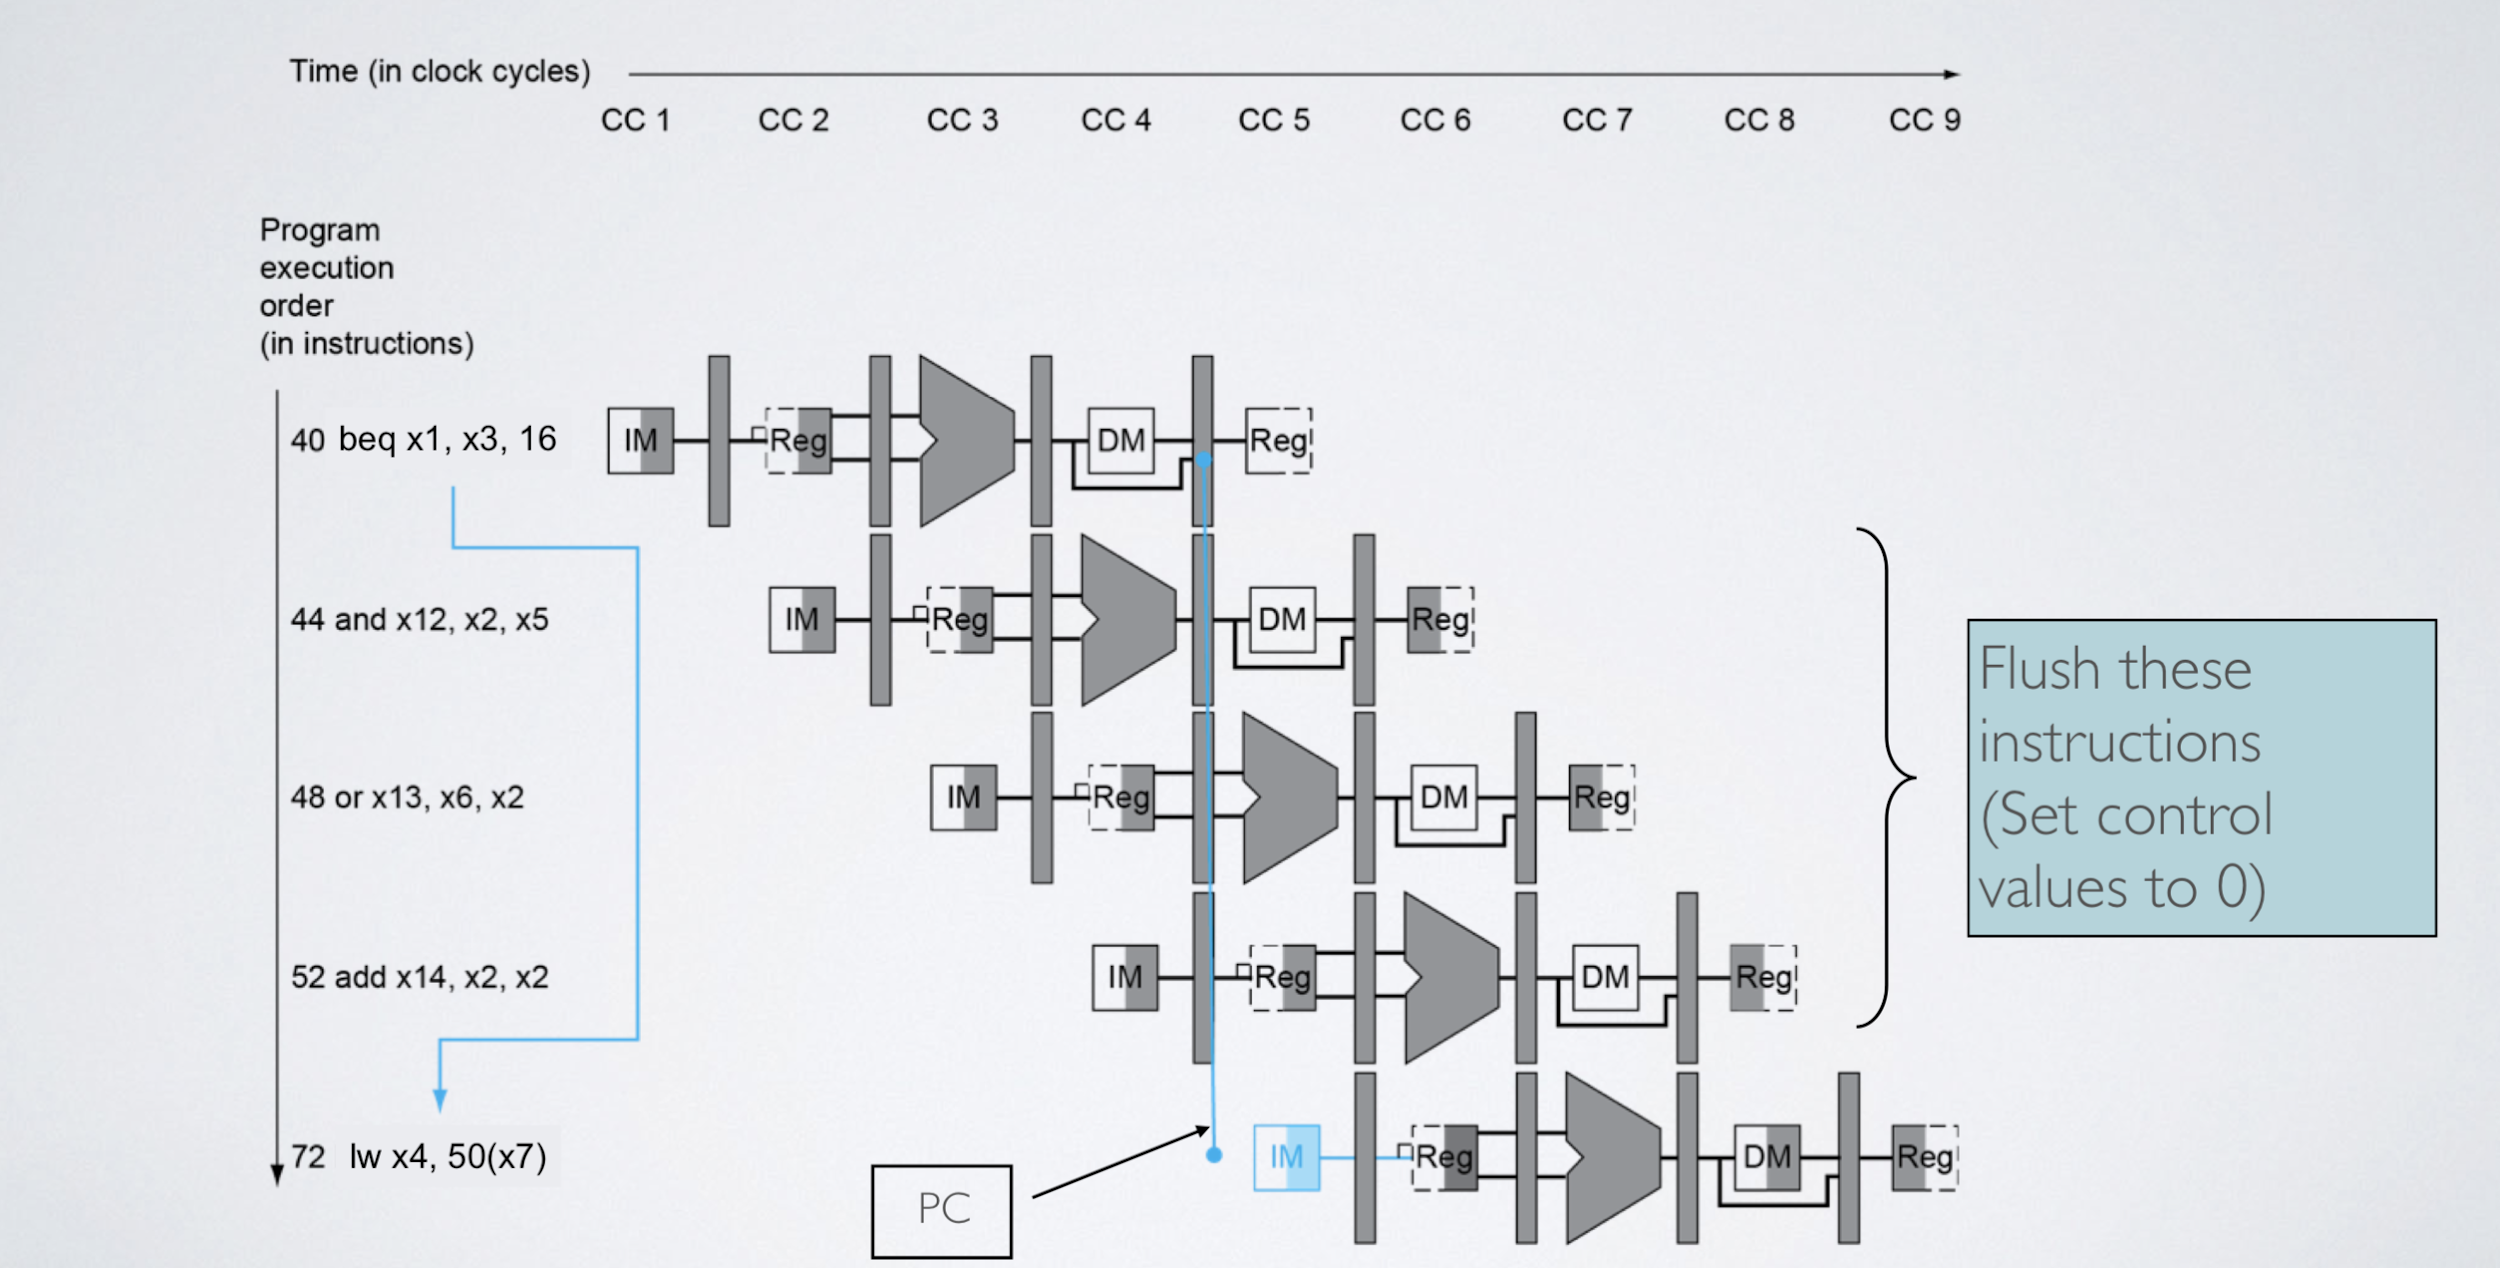 Time (in clock cycles)
CC 1 CC 2 CC 3 CC 4 CC 5 CC 6 CC 7 CC 8 CC 9
Program
execution
order
(in instructions)
40 beq x1, x3, 16
IM Reg DM Reg
44 and x12, x2, x5
IM Reg DM Reg
48 or x13, x6, x2
IM Reg DM Reg
52 add x14, x2, x2
IM Reg DM Reg
72 lw x4, 50(x7)
IM Reg DM Reg
PC
Flush these
instructions
(Set control
values to 0)